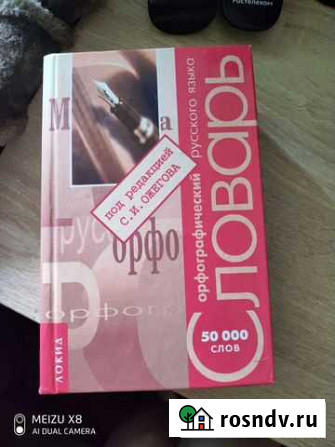 Ростелеком
орфографический
русского языка
Словарь
М а
под редакцией
С.И. ОЖЕГОВА
орфо
орфогр
50 000
СЛОВ
ЛОКИД
MEIZU X8
AI DUAL CAMERA
rosndv.ru